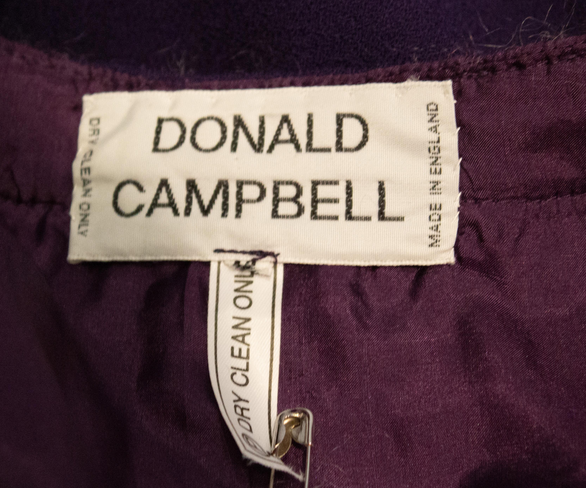 DONALD
CAMPBELL
DRY CLEAN ONLY
MADE IN ENGLAND
DRY CLEAN ONLY